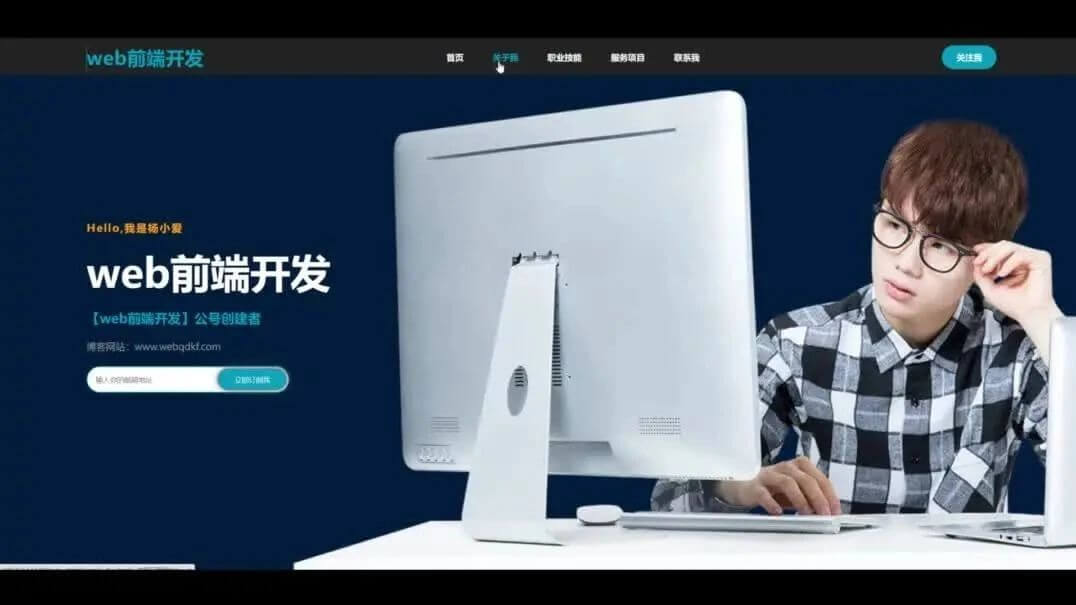 web前端开发
首页 关于我 职业技能 服务项目 联系我
关注我
Hello,我是杨小爱
web前端开发
【web前端开发】公号创建者
博客网站：www.webqdkf.com
输入你的邮箱地址
立即订阅我